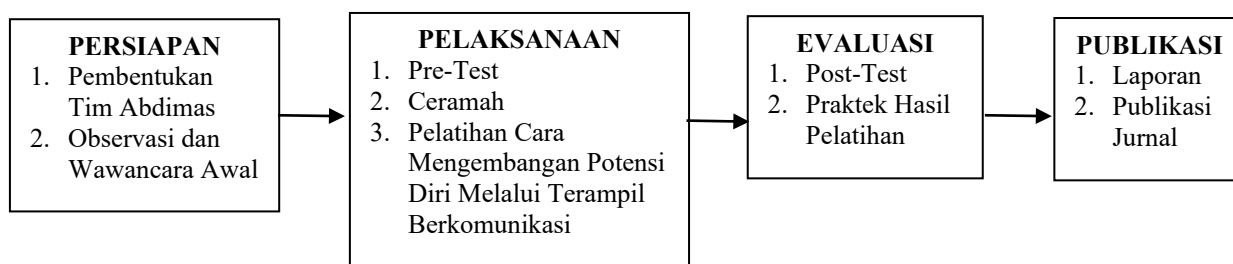 PERSIAPAN
1. Pembentukan
Tim Abdimas
2. Observasi dan
Wawancara Awal
PELAKSANAAN
1. Pre-Test
2. Ceramah
3. Pelatihan Cara
Mengembangan Potensi
Diri Melalui Terampil
Berkomunikasi
EVALUASI
1. Post-Test
2. Praktek Hasil
Pelatihan
PUBLIKASI
1. Laporan
2. Publikasi
Jurnal